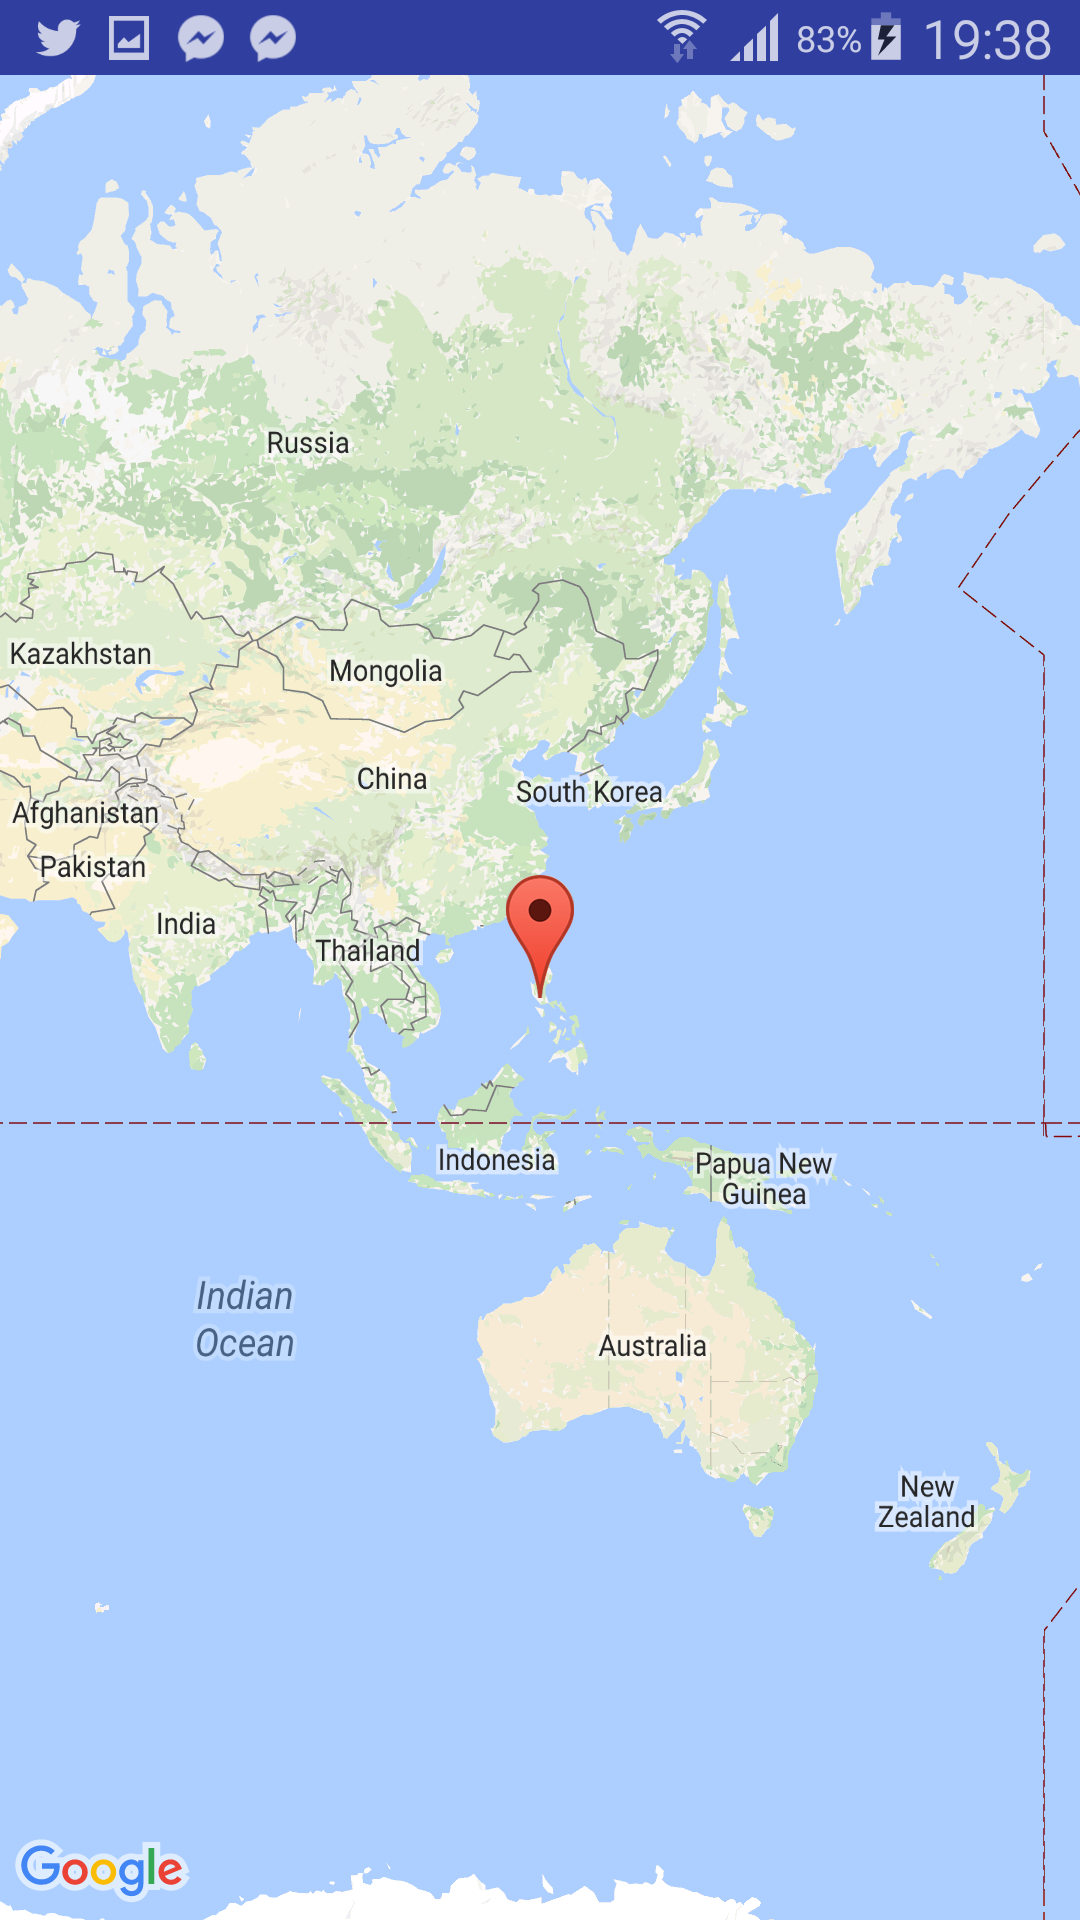 83% 19:38
Russia
Kazakhstan
Mongolia
China
South Korea
Afghanistan
Pakistan
India
Thailand
Indonesia
Papua New
Guinea
Indian
Ocean
Australia
New
Zealand
Google